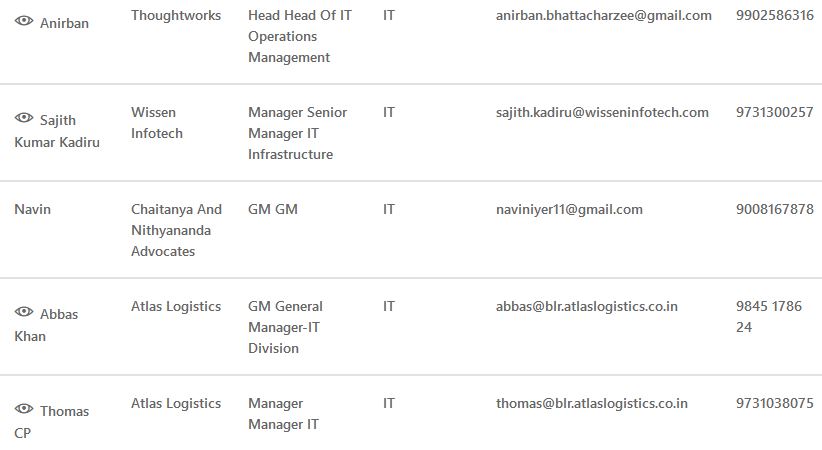 Anirban Thoughtworks Head Head Of IT IT anirban.bhattacharzee@gmail.com 9902586316
Operations
Management
Sajith Wissen Manager Senior IT sajith.kadiru@wisseninfotech.com 9731300257
Kumar Kadiru Infotech Manager IT
Infrastructure
Navin Chaitanya And GM GM IT naviniyer11@gmail.com 9008167878
Nithyananda
Advocates
Abbas Atlas Logistics GM General IT abbas@blr.atlaslogistics.co.in 9845 1786
Khan Manager-IT 24
Division
Thomas Atlas Logistics Manager IT thomas@blr.atlaslogistics.co.in 9731038075
CP Manager IT